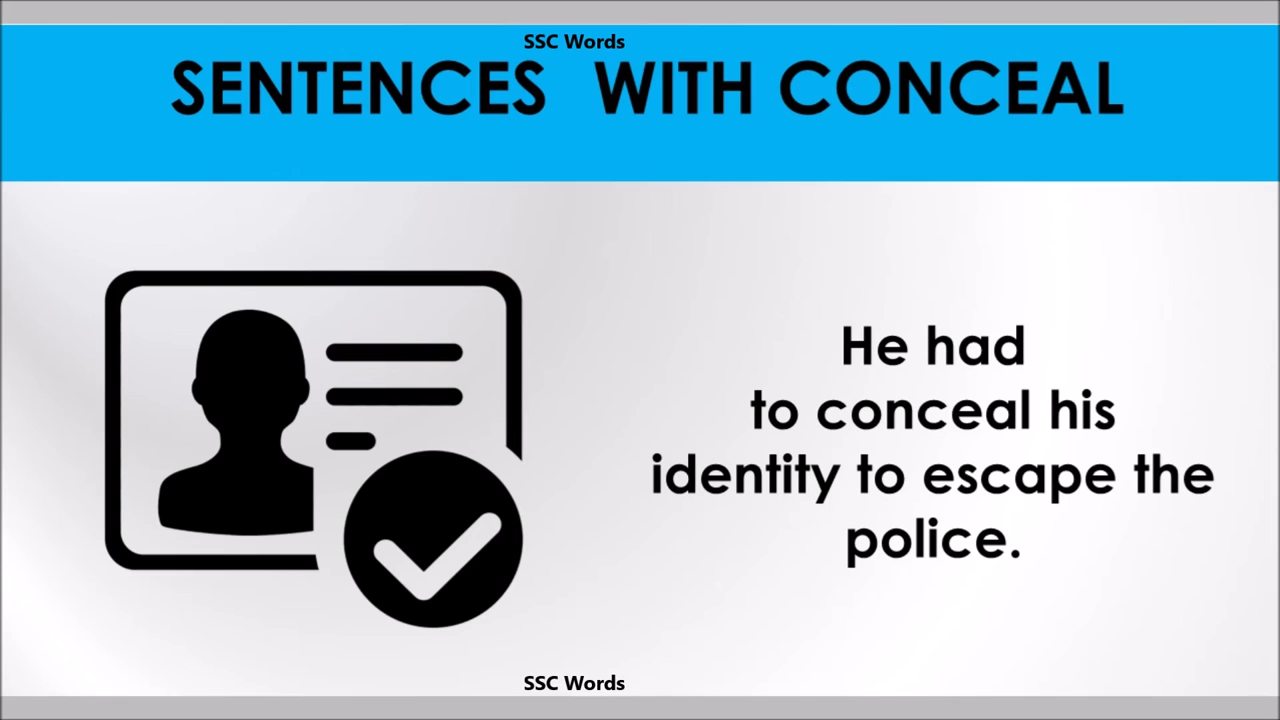 SSC Words
SENTENCES WITH CONCEAL
He had
to conceal his
identity to escape the
police.
SSC Words